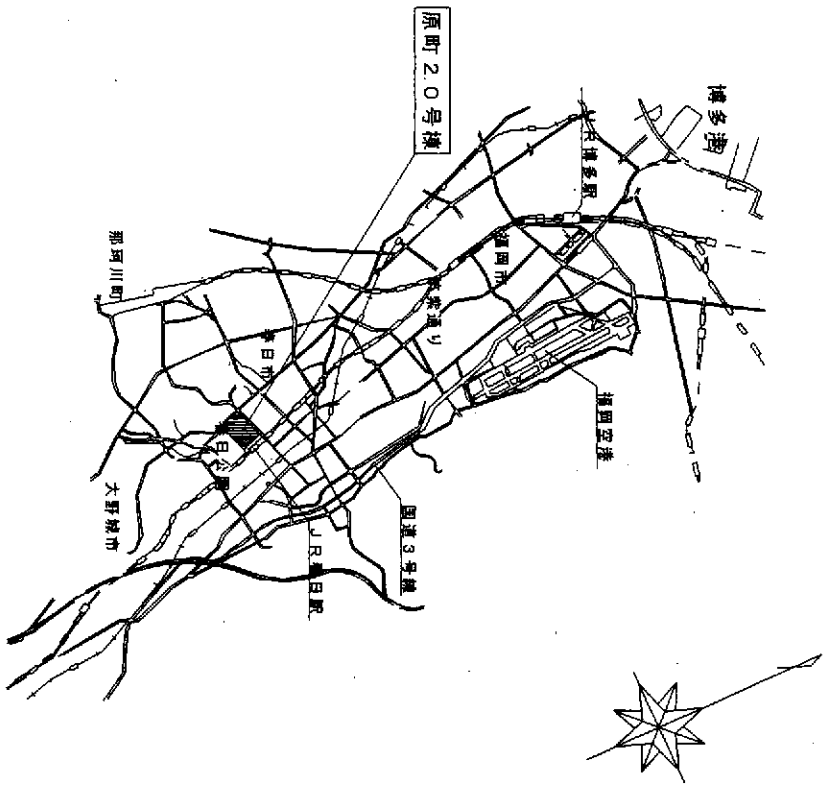 原町20号棟
博多湾
JR博多駅
福岡市
筑紫通り
福岡空港
那珂川町
春日市
春日公園
大野城市
国道3号線
JR春日駅